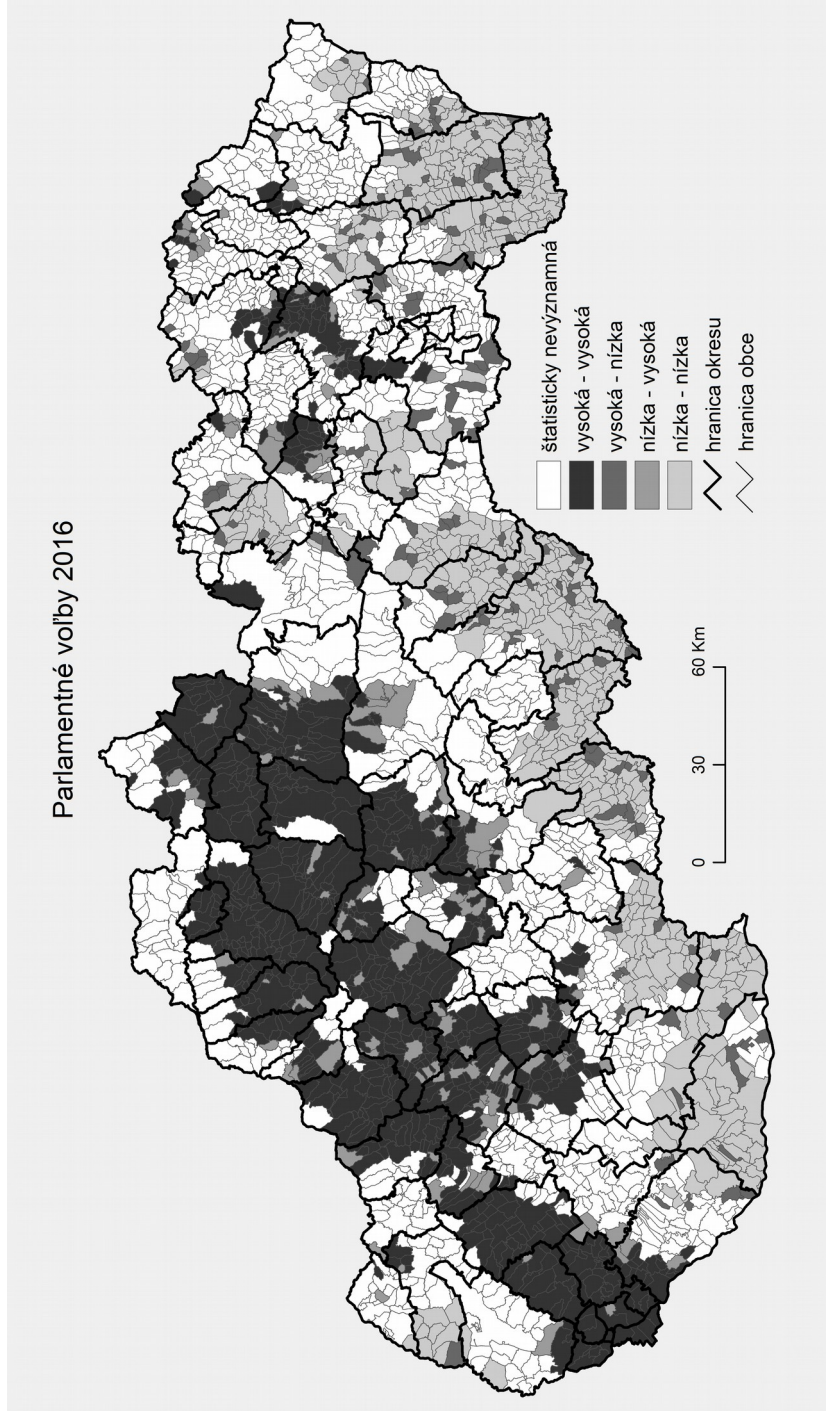 Parlamentné voľby 2016
štatisticky nevýznamná
vysoká - vysoká
vysoká - nízka
nízka - vysoká
nízka - nízka
hranica okresu
hranica obce
0 30 60 Km